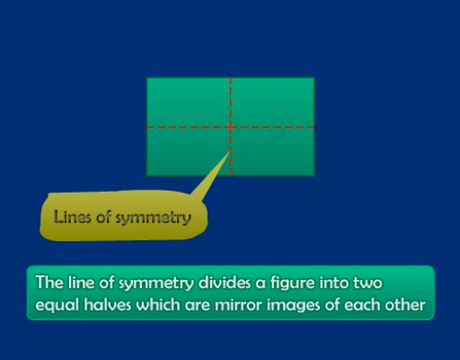 Lines of symmetry
The line of symmetry divides a figure into two
equal halves which are mirror images of each other